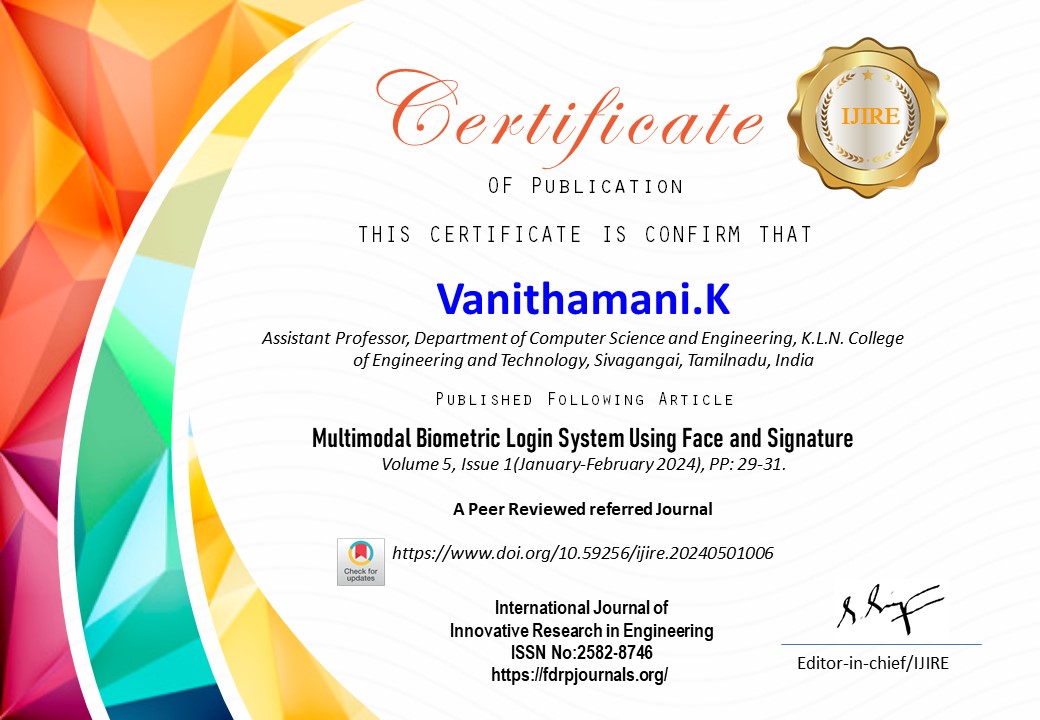 Certificate
IJIRE
OF PUBLICATION
THIS CERTIFICATE IS CONFIRM THAT
Vanithamani.K
Assistant Professor, Department of Computer Science and Engineering, K.L.N. College
of Engineering and Technology, Sivagangai, Tamilnadu, India
PUBLISHED FOLLOWING ARTICLE
Multimodal Biometric Login System Using Face and Signature
Volume 5, Issue 1(January-February 2024), PP: 29-31.
A Peer Reviewed referred Journal
Check for
updates
https://www.doi.org/10.59256/ijire.20240501006
International Journal of
Innovative Research in Engineering
ISSN No:2582-8746
https://fdrpjournals.org/
Editor-in-chief/IJIRE